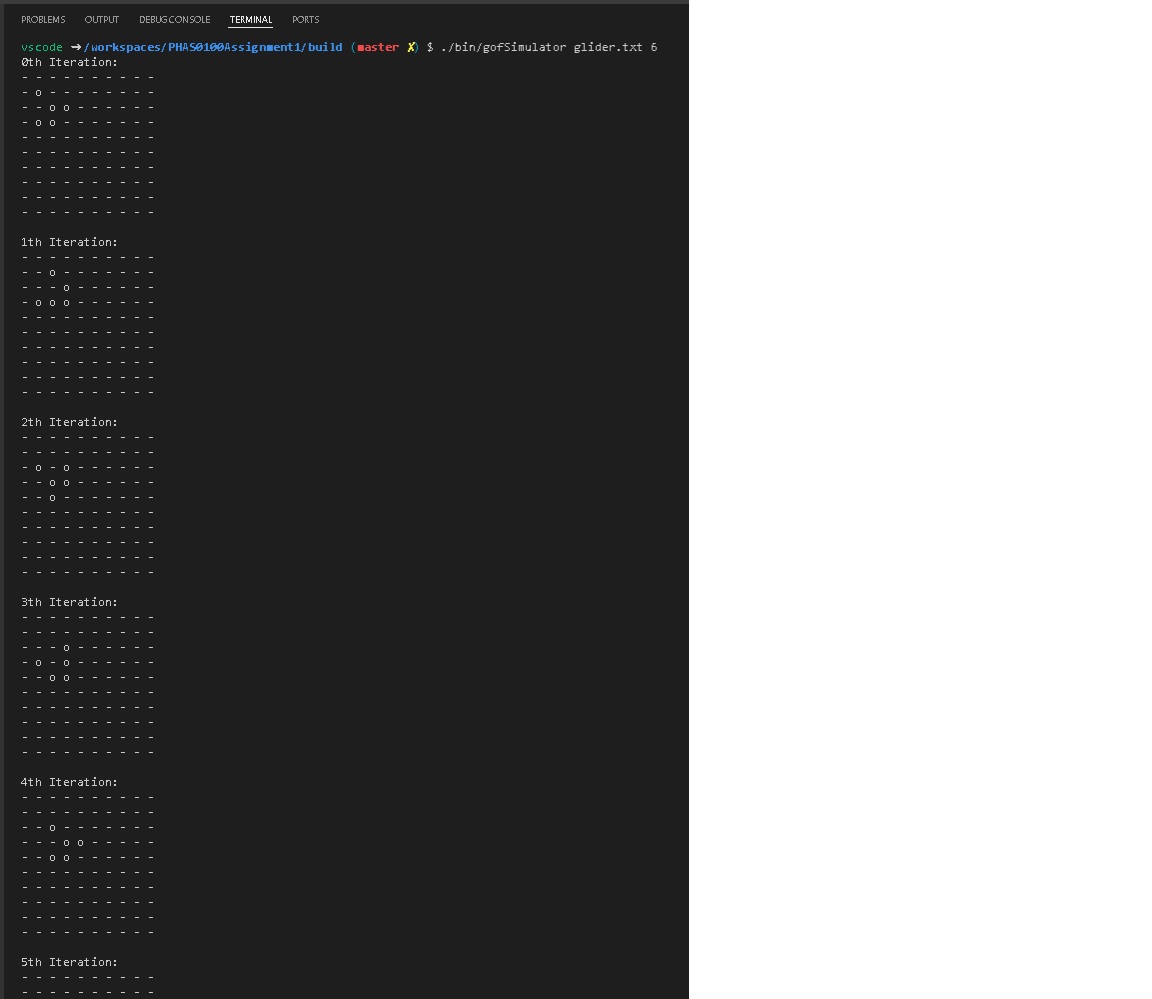 PROBLEMS OUTPUT DEBUG CONSOLE TERMINAL PORTS
vscode ➜ /workspaces/PHAS0100Assignment1/build (master ✗) $ ./bin/gofSimulator glider.txt 6
0th Iteration:
- - - - - - - - - -
- o - - - - - - - -
- - o o - - - - - -
- o o - - - - - - -
- - - - - - - - - -
- - - - - - - - - -
- - - - - - - - - -
- - - - - - - - - -
- - - - - - - - - -
- - - - - - - - - -

1th Iteration:
- - - - - - - - - -
- - o - - - - - - -
- - - o - - - - - -
- o o o - - - - - -
- - - - - - - - - -
- - - - - - - - - -
- - - - - - - - - -
- - - - - - - - - -
- - - - - - - - - -
- - - - - - - - - -

2th Iteration:
- - - - - - - - - -
- - - - - - - - - -
- o - o - - - - - -
- - o o - - - - - -
- - o - - - - - - -
- - - - - - - - - -
- - - - - - - - - -
- - - - - - - - - -
- - - - - - - - - -
- - - - - - - - - -

3th Iteration:
- - - - - - - - - -
- - - - - - - - - -
- - - o - - - - - -
- o - o - - - - - -
- - o o - - - - - -
- - - - - - - - - -
- - - - - - - - - -
- - - - - - - - - -
- - - - - - - - - -
- - - - - - - - - -

4th Iteration:
- - - - - - - - - -
- - - - - - - - - -
- - o - - - - - - -
- - - o o - - - - -
- - o o - - - - - -
- - - - - - - - - -
- - - - - - - - - -
- - - - - - - - - -
- - - - - - - - - -
- - - - - - - - - -

5th Iteration:
- - - - - - - - - -
- - - - - - - - - -